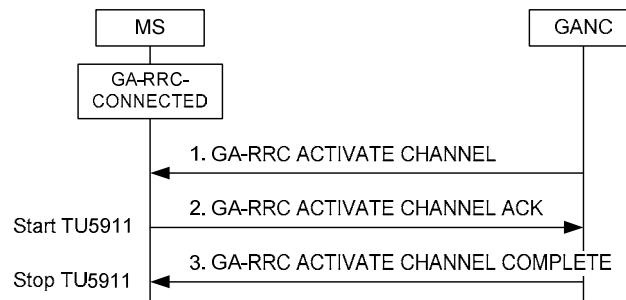 MS
GANC
GA-RRC-
CONNECTED
1. GA-RRC ACTIVATE CHANNEL
Start TU5911
2. GA-RRC ACTIVATE CHANNEL ACK
Stop TU5911
3. GA-RRC ACTIVATE CHANNEL COMPLETE